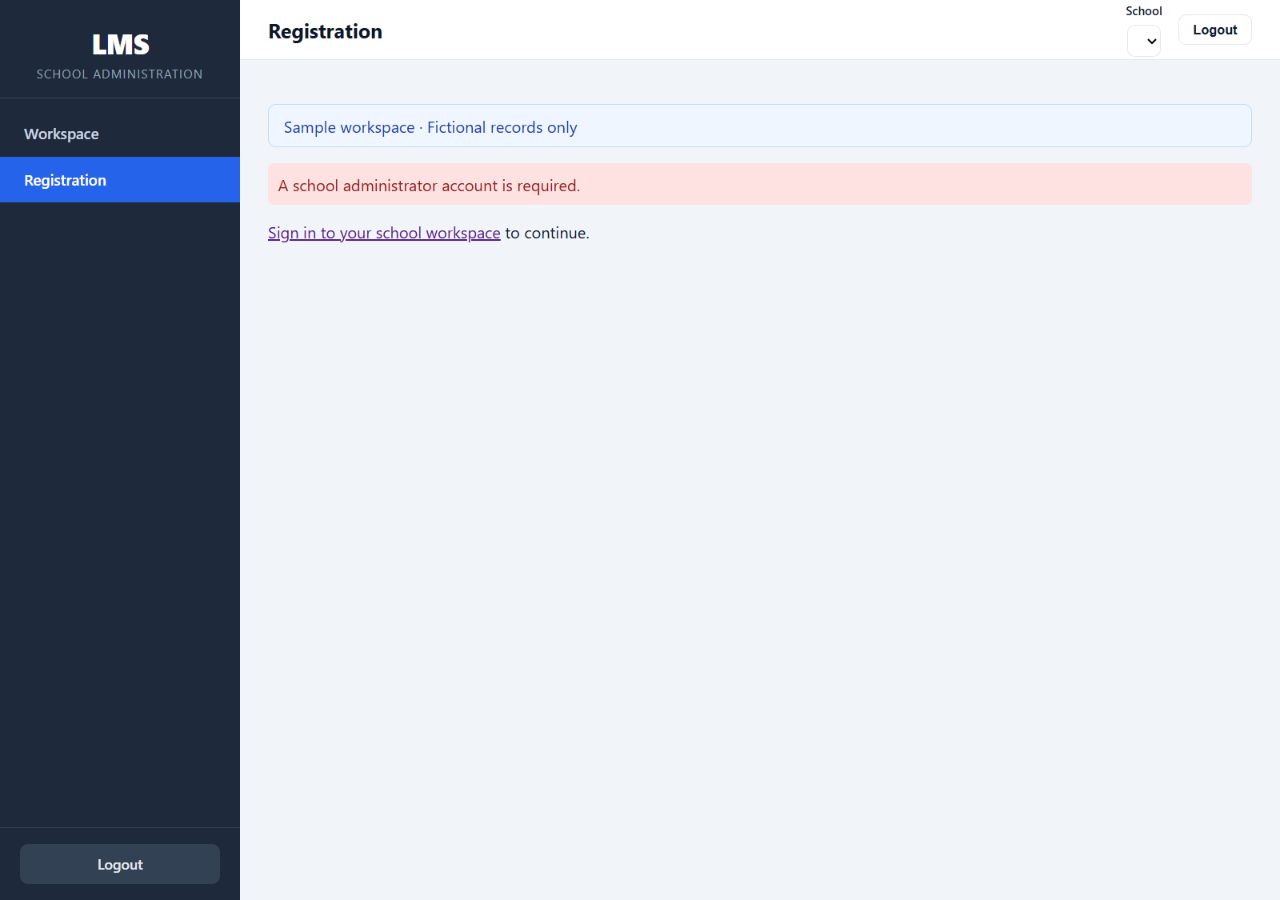 LMS
SCHOOL ADMINISTRATION
Workspace
Registration
Logout
Registration
School
Logout
Sample workspace · Fictional records only
A school administrator account is required.
Sign in to your school workspace to continue.